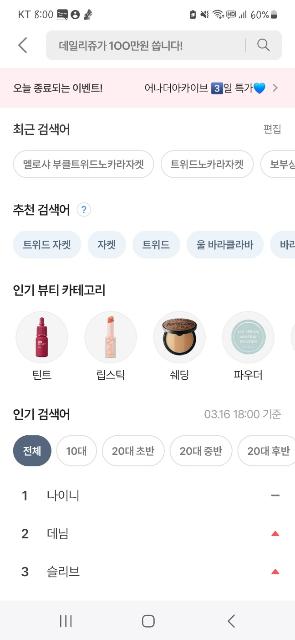 KT 8:00 60%
데일리쥬가 100만원 쏩니다!
오늘 종료되는 이벤트! 어나더아카이브 3일 특가💙
최근 검색어 편집
멜로샤 부클트위드노카라자켓 트위드노카라자켓 보부상
추천 검색어 ?
트위드 자켓 자켓 트위드 울 바라클라바 바라
인기 뷰티 카테고리
틴트 립스틱 쉐딩 파우더
인기 검색어 03.16 18:00 기준
전체 10대 20대 초반 20대 중반 20대 후반
1 나이니 –
2 데님
3 슬리브